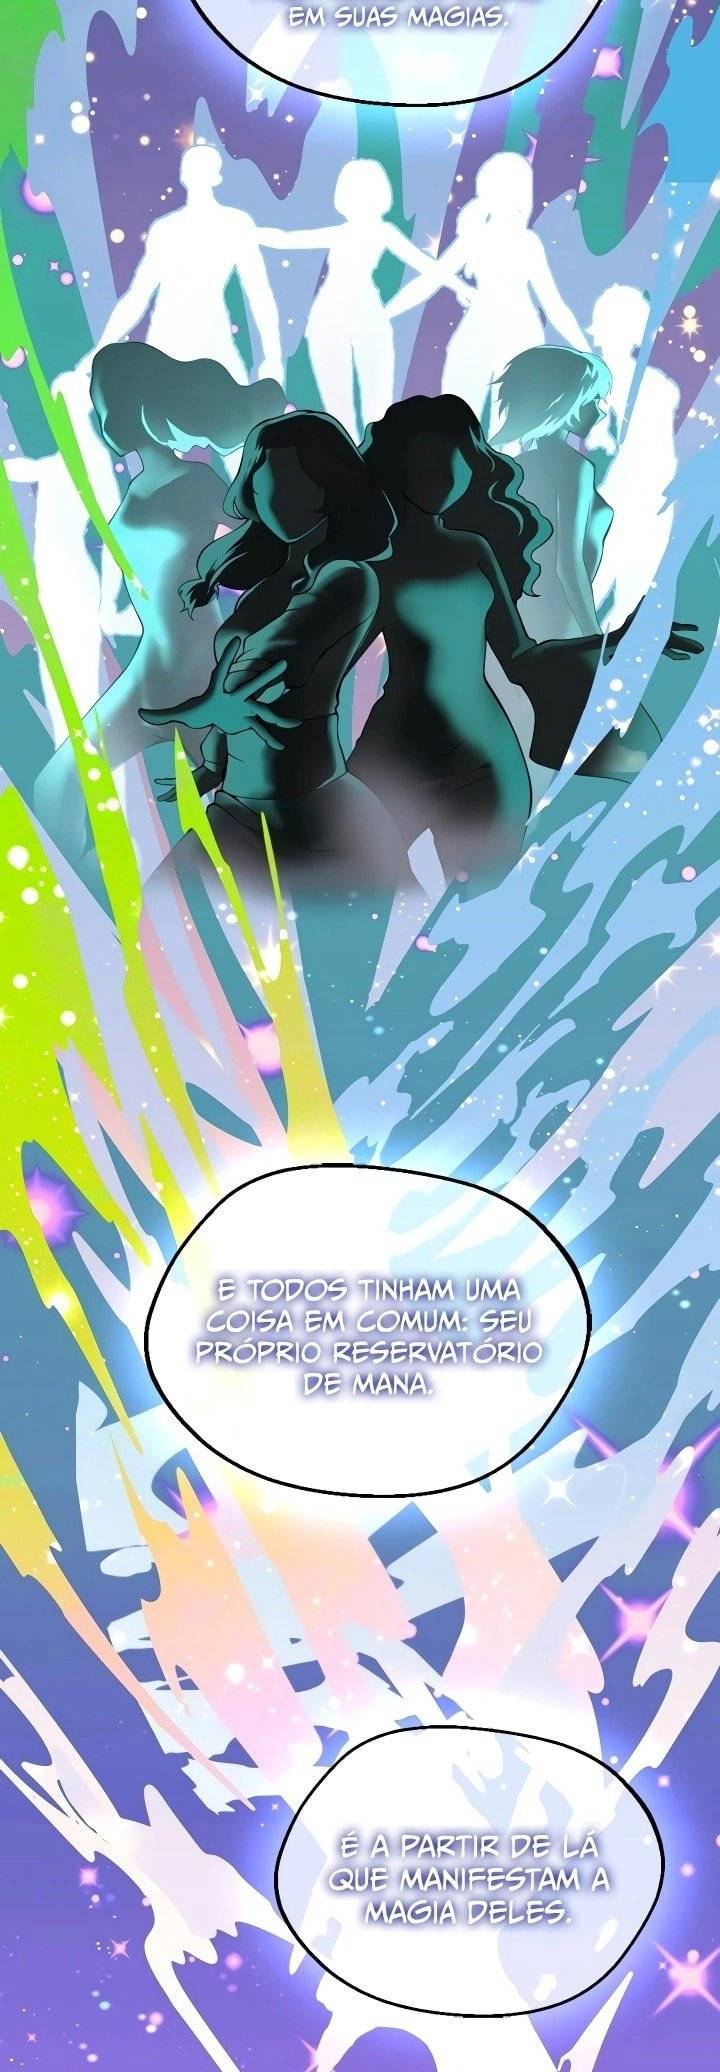 EM SUAS MAGIAS.
E TODOS TINHAM UMA
COISA EM COMUM: SEU
PRÓPRIO RESERVATÓRIO
DE MANA.
É A PARTIR DE LÁ
QUE MANIFESTAM A
MAGIA DELES.